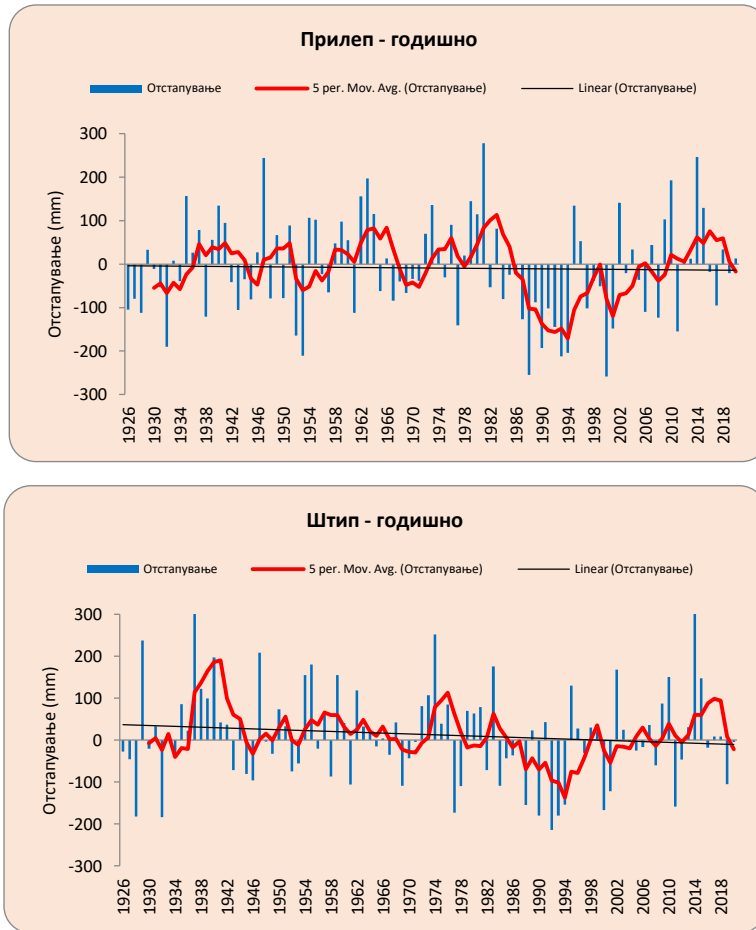 Прилеп - годишно
Отстапување 5 per. Mov. Avg. (Отстапување) Linear (Отстапување)
Отстапување (mm)
300
200
100
0
-100
-200
-300
1926 1930 1934 1938 1942 1946 1950 1954 1958 1962 1966 1970 1974 1978 1982 1986 1990 1994 1998 2002 2006 2010 2014 2018
Штип - годишно
Отстапување 5 per. Mov. Avg. (Отстапување) Linear (Отстапување)
Отстапување (mm)
300
200
100
0
-100
-200
-300
1926 1930 1934 1938 1942 1946 1950 1954 1958 1962 1966 1970 1974 1978 1982 1986 1990 1994 1998 2002 2006 2010 2014 2018